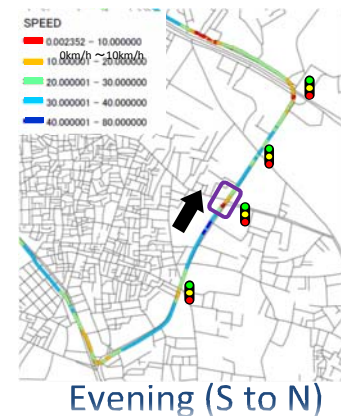 SPEED
0.002352 - 10.000000
0km/h ～10km/h
10.000001 - 20.000000
20.000001 - 30.000000
30.000001 - 40.000000
40.000001 - 80.000000
Evening (S to N)